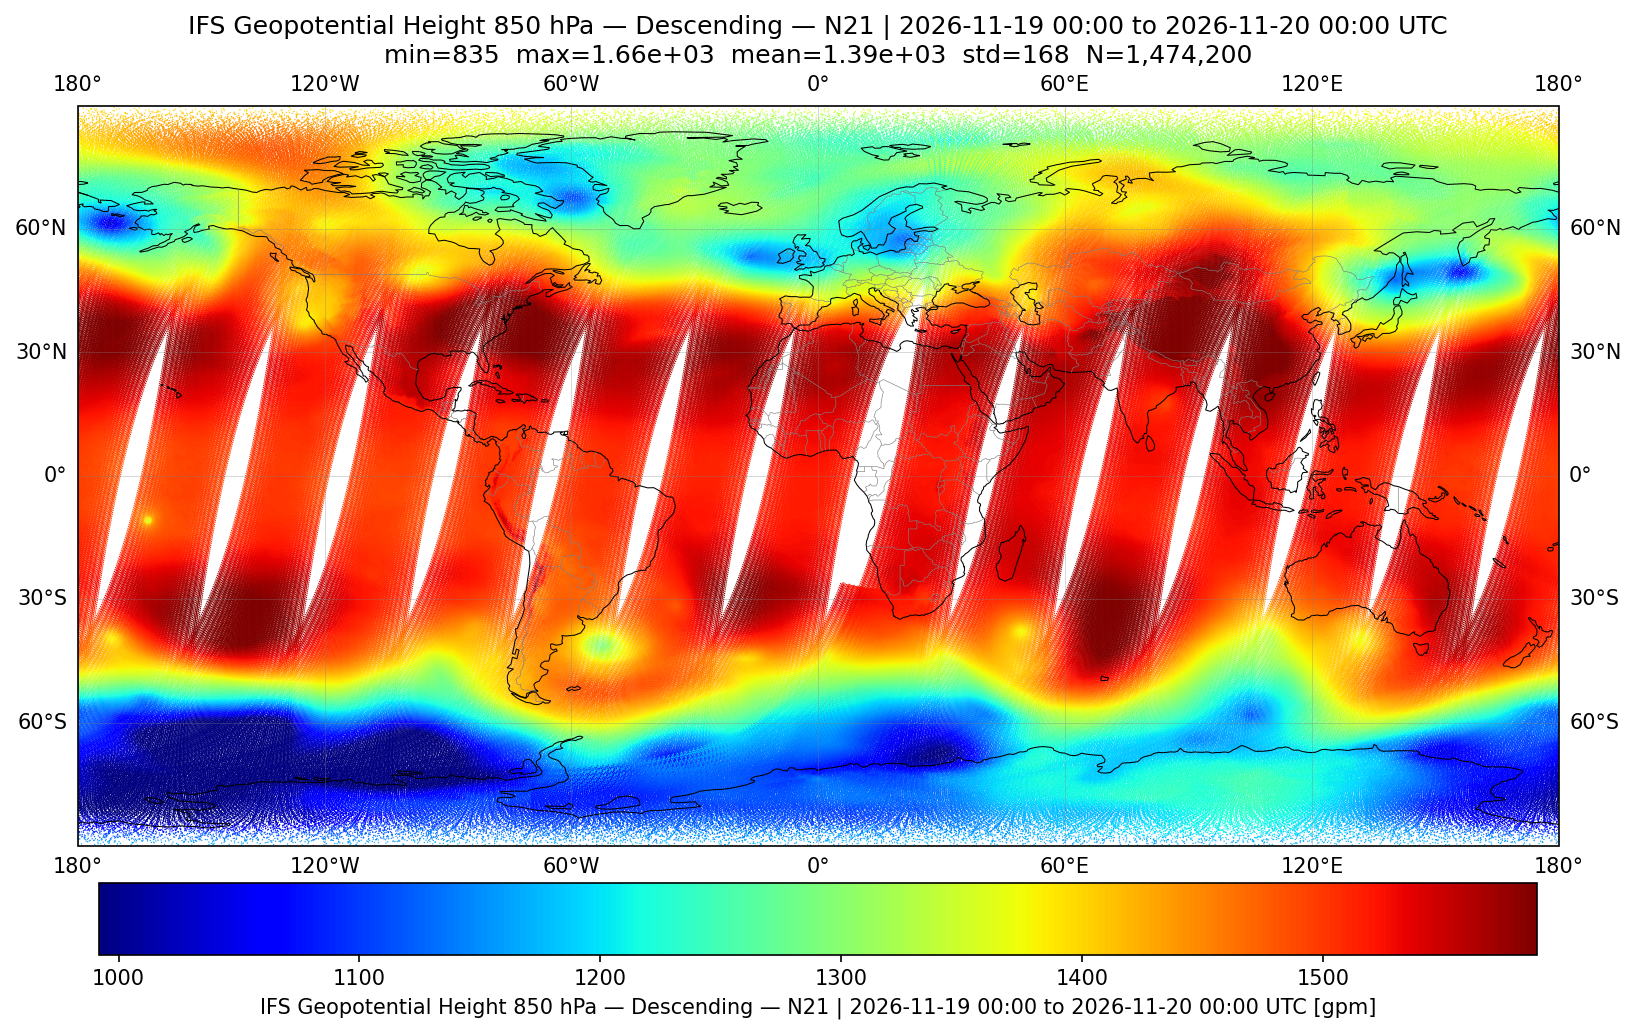 IFS Geopotential Height 850 hPa — Descending — N21 | 2026-11-19 00:00 to 2026-11-20 00:00 UTC
min=835  max=1.66e+03  mean=1.39e+03  std=168  N=1,474,200
180° 120°W 60°W 0° 60°E 120°E 180°
60°N 60°N
30°N 30°N
0° 0°
30°S 30°S
60°S 60°S
180° 120°W 60°W 0° 60°E 120°E 180°
1000 1100 1200 1300 1400 1500
IFS Geopotential Height 850 hPa — Descending — N21 | 2026-11-19 00:00 to 2026-11-20 00:00 UTC [gpm]